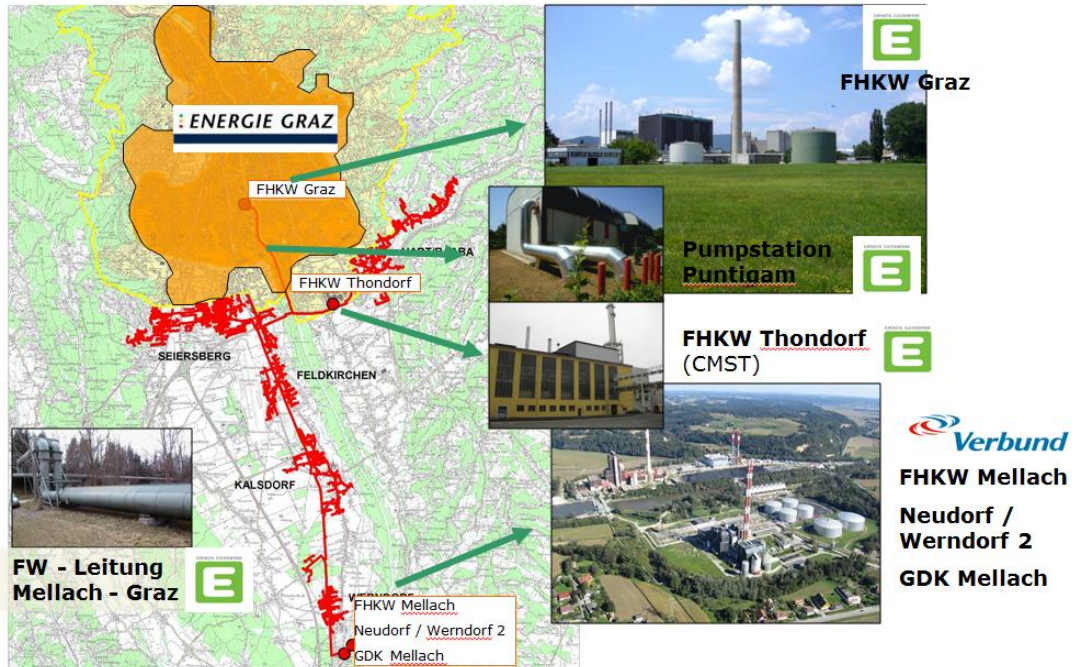 ENERGIE GRAZ
FHKW Graz
FHKW Graz
Pumpstation
Puntigam
FHKW Thondorf
FHKW Thondorf
(CMST)
SEIERSBERG
FELDKIRCHEN
KALSDORF
Verbund
FHKW Mellach
Neudorf /
Werndorf 2
GDK Mellach
FW - Leitung
Mellach - Graz
FHKW Mellach
Neudorf / Werndorf 2
GDK Mellach
E
E
E
E